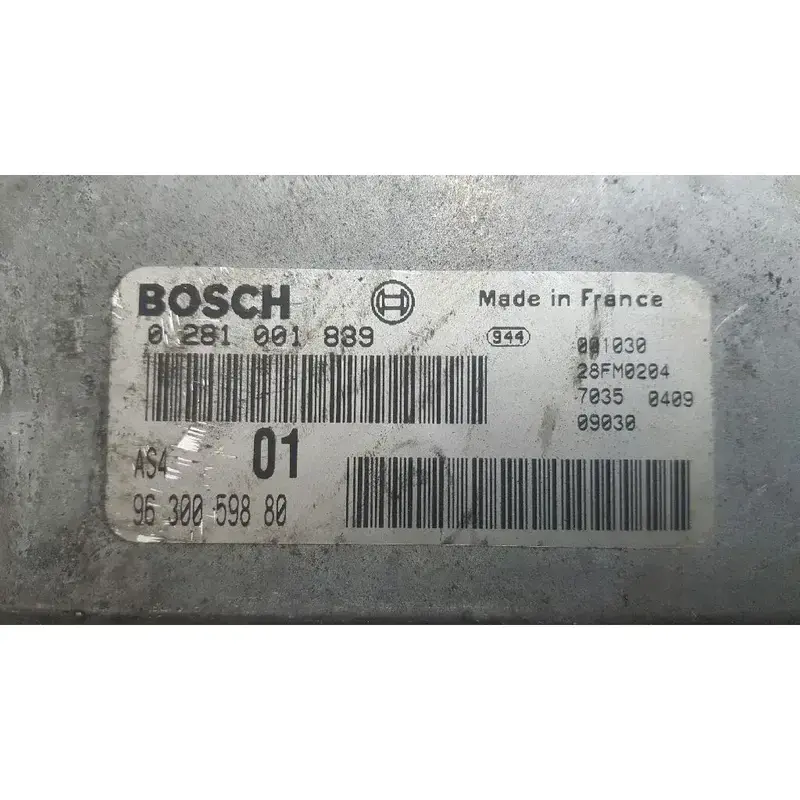 BOSCH Made in France
0 281 001 889
944
001030
28FM0204
7035 0409
09030
AS4 01
96 300 598 80